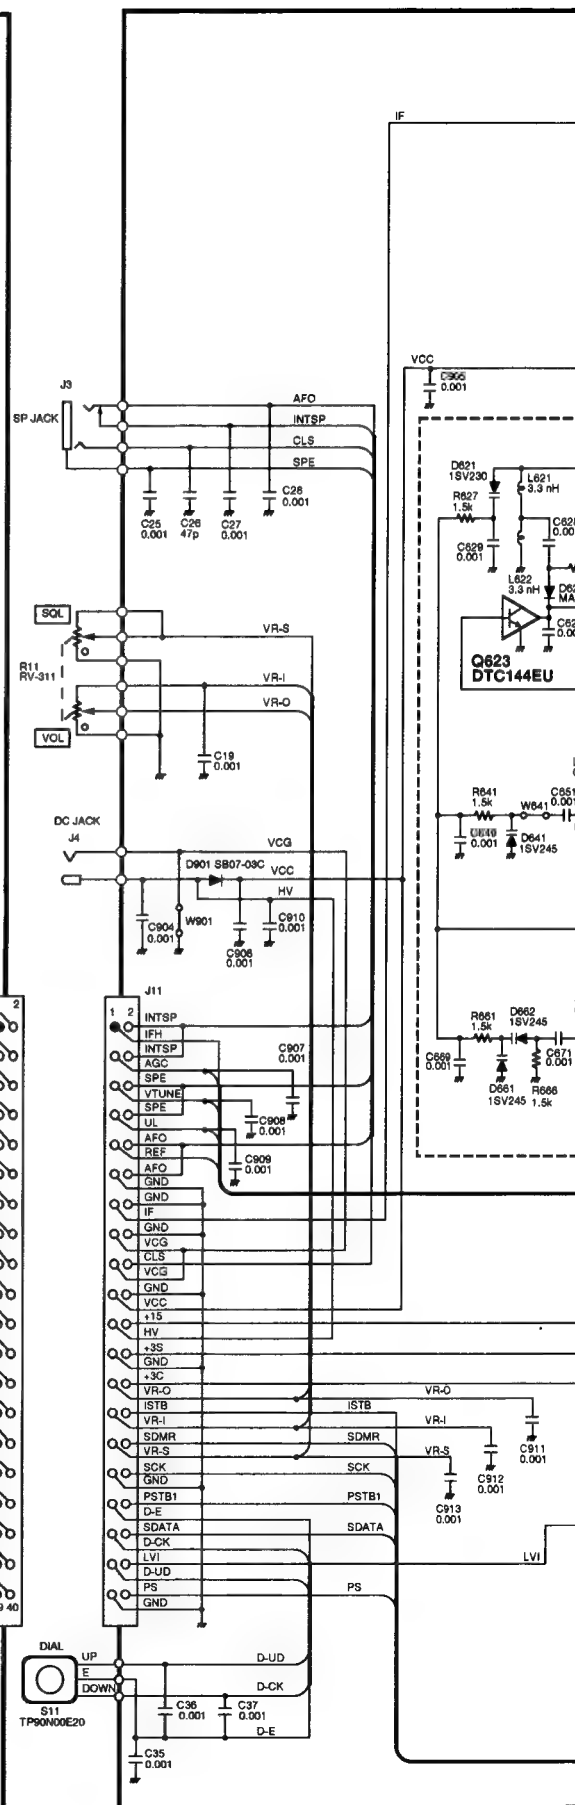 IF
VCC
0.001
J3
SP JACK
AFO
INTSP
CLS
SPE
C25
0.001
C26
47p
C27
0.001
C28
0.001
D621
1SV230
L621
3.3 nH
R627
1.5k
C629
0.001
L622
3.3 nH
Q623
DTC144EU
SQL
R11
RV-311
VOL
VR-S
VR-I
VR-O
C19
0.001
R641
1.5k
W641
C651
0.001
0.001
D641
1SV245
DC JACK
J4
VCG
D901 SB07-03C
VCC
HV
C904
0.001
W901
C906
0.001
C910
0.001
R661
1.5k
D662
1SV245
C669
0.001
C671
0.001
D661
1SV245
R666
1.5k
2
J11
1 2
INTSP
IFH
INTSP
AGC
SPE
VTUNE
SPE
UL
AFO
REF
AFO
GND
GND
IF
GND
VCG
CLS
VCG
GND
VCC
+15
HV
+3S
GND
+3C
VR-O
ISTB
VR-I
SDMR
VR-S
SCK
GND
PSTB1
D-E
SDATA
D-CK
LVI
D-UD
PS
GND
C907
0.001
C908
0.001
C909
0.001
VR-O
ISTB
VR-I
SDMR
VR-S
SCK
PSTB1
SDATA
LVI
PS
C911
0.001
C912
0.001
C913
0.001
9 40
DIAL
UP
E
DOWN
S11
TP90N00E20
D-UD
D-CK
D-E
C36
0.001
C37
0.001
C35
0.001